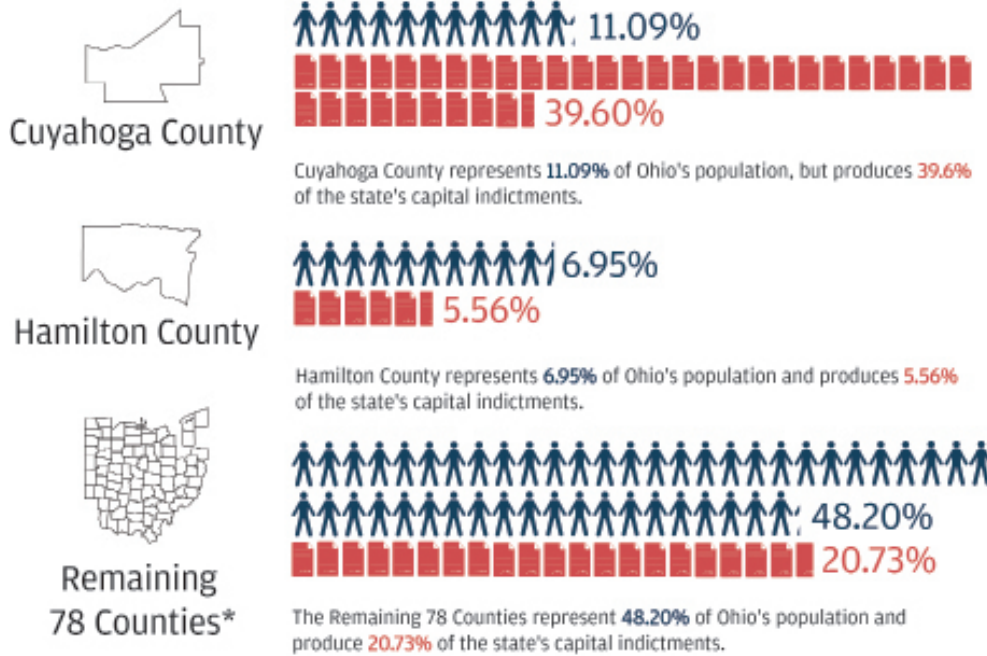 11.09%
39.60%
Cuyahoga County
Cuyahoga County represents 11.09% of Ohio's population, but produces 39.6%
of the state's capital indictments.
6.95%
5.56%
Hamilton County
Hamilton County represents 6.95% of Ohio's population and produces 5.56%
of the state's capital indictments.
48.20%
20.73%
Remaining
78 Counties*
The Remaining 78 Counties represent 48.20% of Ohio's population and
produce 20.73% of the state's capital indictments.